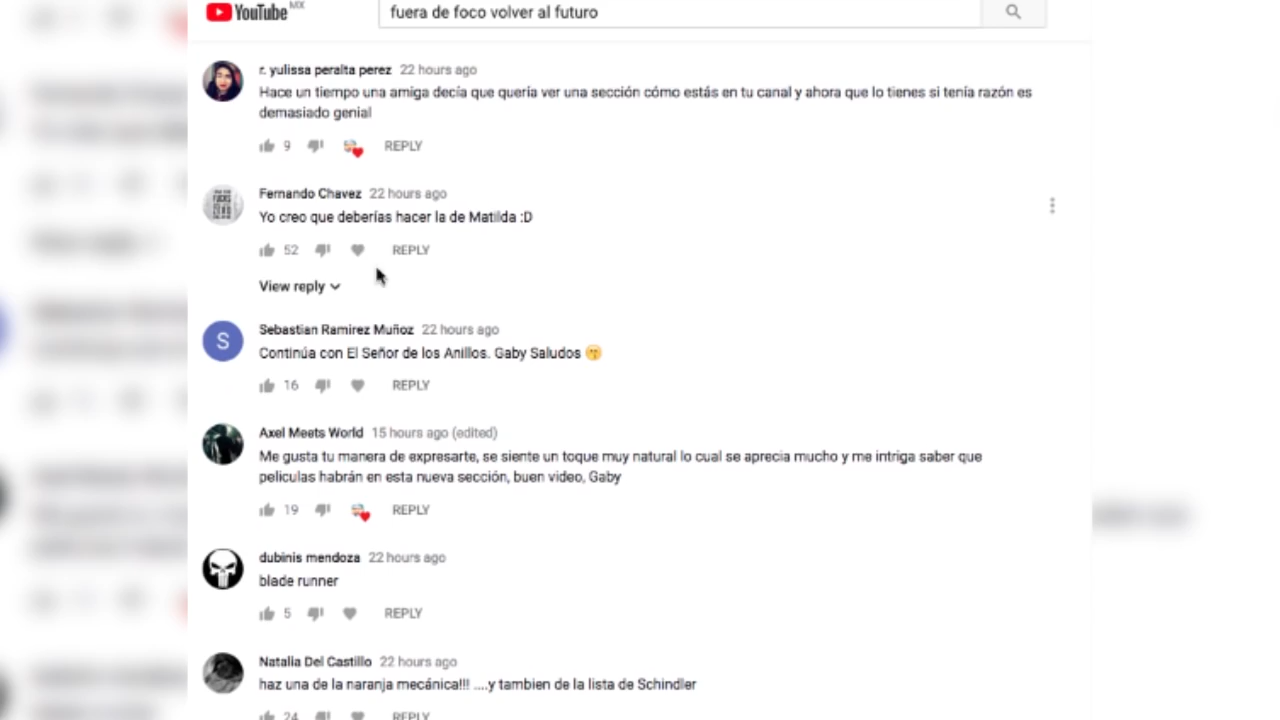 YouTube MX
fuera de foco volver al futuro
r. yulissa peralta perez 22 hours ago
Hace un tiempo una amiga decía que quería ver una sección cómo estás en tu canal y ahora que lo tienes si tenía razón es
demasiado genial
9 REPLY
Fernando Chavez 22 hours ago
Yo creo que deberías hacer la de Matilda :D
52 REPLY
View reply
S
Sebastian Ramirez Muñoz 22 hours ago
Continúa con El Señor de los Anillos. Gaby Saludos
16 REPLY
Axel Meets World 15 hours ago (edited)
Me gusta tu manera de expresarte, se siente un toque muy natural lo cual se aprecia mucho y me intriga saber que
peliculas habrán en esta nueva sección, buen video, Gaby
19 REPLY
dubinis mendoza 22 hours ago
blade runner
5 REPLY
Natalia Del Castillo 22 hours ago
haz una de la naranja mecánica!!! ....y tambien de la lista de Schindler
24 REPLY